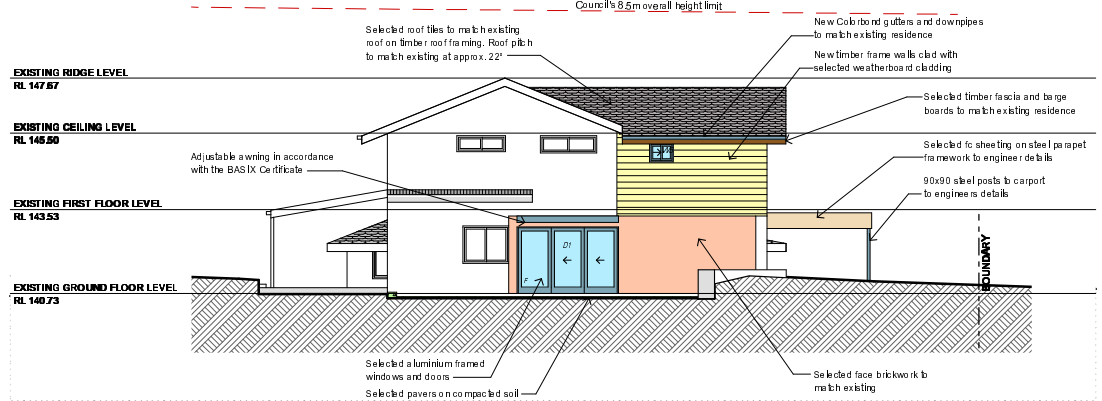 Council's 8.5m overall height limit
Selected roof tiles to match existing
roof on timber roof framing. Roof pitch
to match existing at approx. 22°
New Colorbond gutters and downpipes
to match existing residence
New timber frame walls clad with
selected weatherboard cladding
EXISTING RIDGE LEVEL
RL 147.67
Selected timber fascia and barge
boards to match existing residence
EXISTING CEILING LEVEL
RL 145.50
Selected fc sheeting on steel parapet
framework to engineer details
Adjustable awning in accordance
with the BASIX Certificate
90x90 steel posts to carport
to engineers details
EXISTING FIRST FLOOR LEVEL
RL 143.53
D1
F
BOUNDARY
EXISTING GROUND FLOOR LEVEL
RL 140.73
Selected aluminium framed
windows and doors
Selected pavers on compacted soil
Selected face brickwork to
match existing